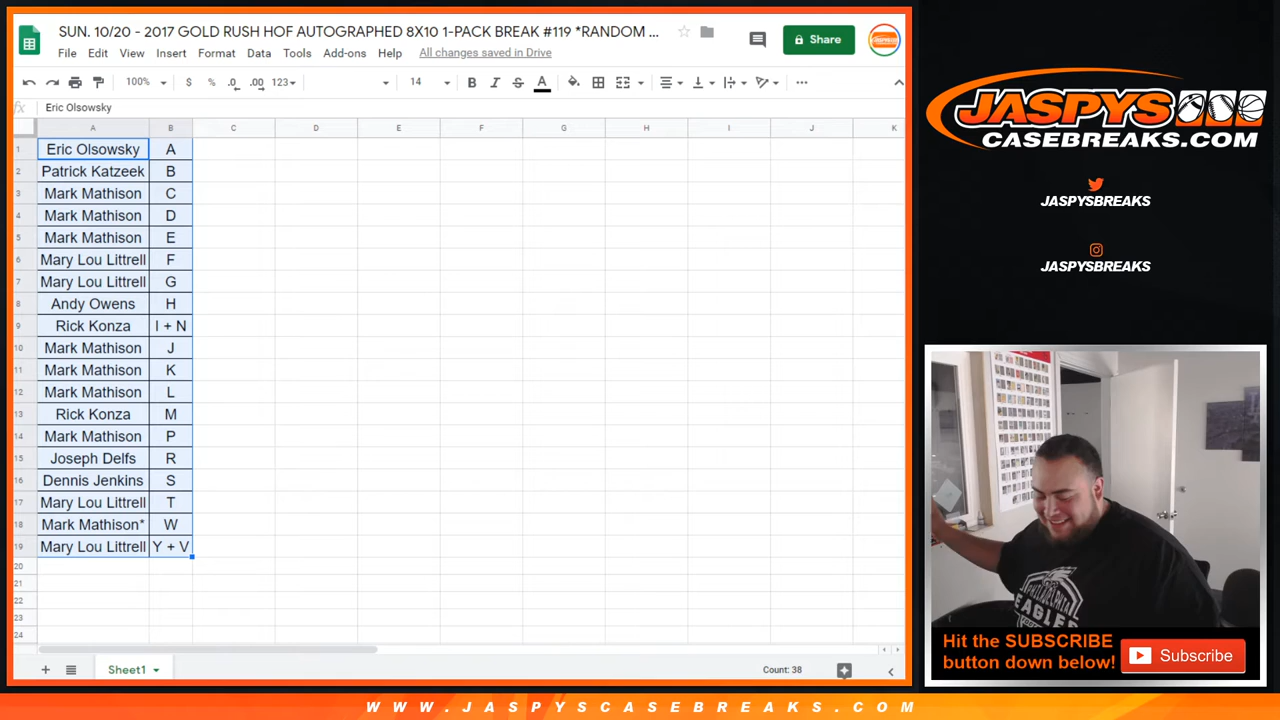 SUN. 10/20 - 2017 GOLD RUSH HOF AUTOGRAPHED 8X10 1-PACK BREAK #119 *RANDOM ...
Share
File Edit View Insert Format Data Tools Add-ons Help All changes saved in Drive
100% $ % .0 .00 123 14 B I S A
fx Eric Olsowsky
A B C D E F G H I J K
1 Eric Olsowsky A
2 Patrick Katzeek B
3 Mark Mathison C
4 Mark Mathison D
5 Mark Mathison E
6 Mary Lou Littrell F
7 Mary Lou Littrell G
8 Andy Owens H
9 Rick Konza I + N
10 Mark Mathison J
11 Mark Mathison K
12 Mark Mathison L
13 Rick Konza M
14 Mark Mathison P
15 Joseph Delfs R
16 Dennis Jenkins S
17 Mary Lou Littrell T
18 Mark Mathison* W
19 Mary Lou Littrell Y + V
20
21
22
23
24
Sheet1
Count: 38
JASPYS
CASEBREAKS.COM
JASPYSBREAKS
JASPYSBREAKS
PHILADELPHIA
EAGLES
Hit the SUBSCRIBE
button down below!
Subscribe
WWW.JASPYSCASEBREAKS.COM